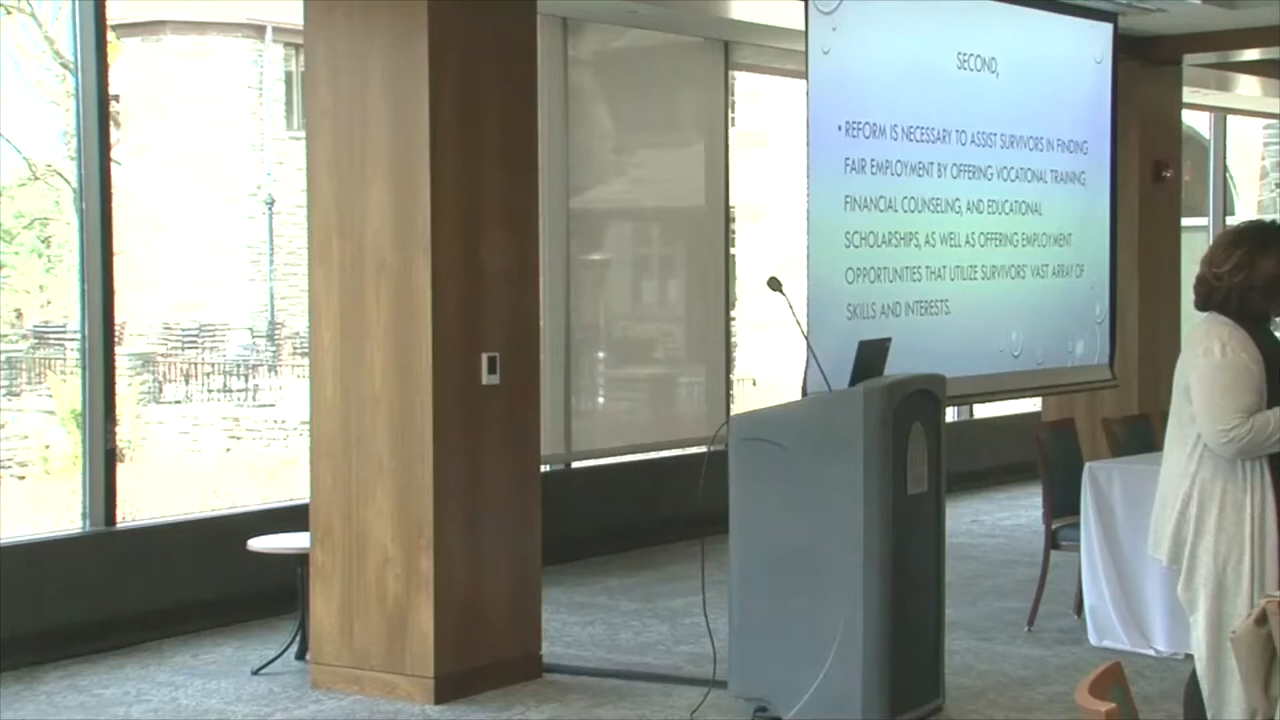 SECOND,
• REFORM IS NECESSARY TO ASSIST SURVIVORS IN FINDING
FAIR EMPLOYMENT BY OFFERING VOCATIONAL TRAINING,
FINANCIAL COUNSELING, AND EDUCATIONAL
SCHOLARSHIPS, AS WELL AS OFFERING EMPLOYMENT
OPPORTUNITIES THAT UTILIZE SURVIVORS' VAST ARRAY OF
SKILLS AND INTERESTS.